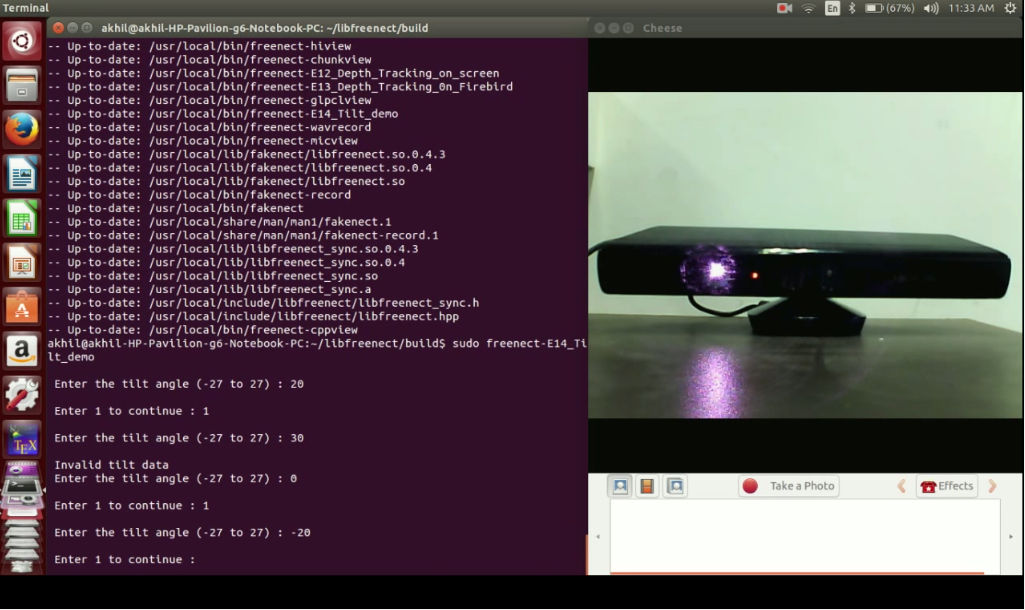 Terminal
En
(67%)
11:33 AM
akhil@akhil-HP-Pavilion-g6-Notebook-PC: ~/libfreenect/build
-- Up-to-date: /usr/local/bin/freenect-hiview
-- Up-to-date: /usr/local/bin/freenect-chunkview
-- Up-to-date: /usr/local/bin/freenect-E12_Depth_Tracking_on_screen
-- Up-to-date: /usr/local/bin/freenect-E13_Depth_Tracking_0n_Firebird
-- Up-to-date: /usr/local/bin/freenect-glpclview
-- Up-to-date: /usr/local/bin/freenect-E14_Tilt_demo
-- Up-to-date: /usr/local/bin/freenect-wavrecord
-- Up-to-date: /usr/local/bin/freenect-micview
-- Up-to-date: /usr/local/lib/fakenect/libfreenect.so.0.4.3
-- Up-to-date: /usr/local/lib/fakenect/libfreenect.so.0.4
-- Up-to-date: /usr/local/lib/fakenect/libfreenect.so
-- Up-to-date: /usr/local/bin/freenect-record
-- Up-to-date: /usr/local/bin/fakenect
-- Up-to-date: /usr/local/share/man/man1/fakenect.1
-- Up-to-date: /usr/local/share/man/man1/fakenect-record.1
-- Up-to-date: /usr/local/lib/libfreenect_sync.so.0.4.3
-- Up-to-date: /usr/local/lib/libfreenect_sync.so.0.4
-- Up-to-date: /usr/local/lib/libfreenect_sync.so
-- Up-to-date: /usr/local/lib/libfreenect_sync.a
-- Up-to-date: /usr/local/include/libfreenect/libfreenect_sync.h
-- Up-to-date: /usr/local/include/libfreenect/libfreenect.hpp
-- Up-to-date: /usr/local/bin/freenect-cppview
akhil@akhil-HP-Pavilion-g6-Notebook-PC:~/libfreenect/build$ sudo freenect-E14_Ti
lt_demo
Enter the tilt angle (-27 to 27) : 20
Enter 1 to continue : 1
Enter the tilt angle (-27 to 27) : 30
Invalid tilt data
Enter the tilt angle (-27 to 27) : 0
Enter 1 to continue : 1
Enter the tilt angle (-27 to 27) : -20
Enter 1 to continue :
Cheese
Take a Photo
Effects
a
TEX